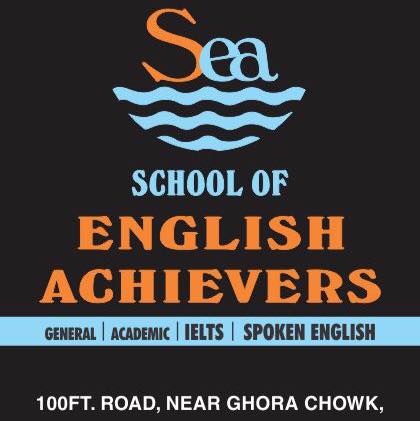 Sea
SCHOOL OF
ENGLISH
ACHIEVERS
GENERAL | ACADEMIC | IELTS | SPOKEN ENGLISH
100FT. ROAD, NEAR GHORA CHOWK,